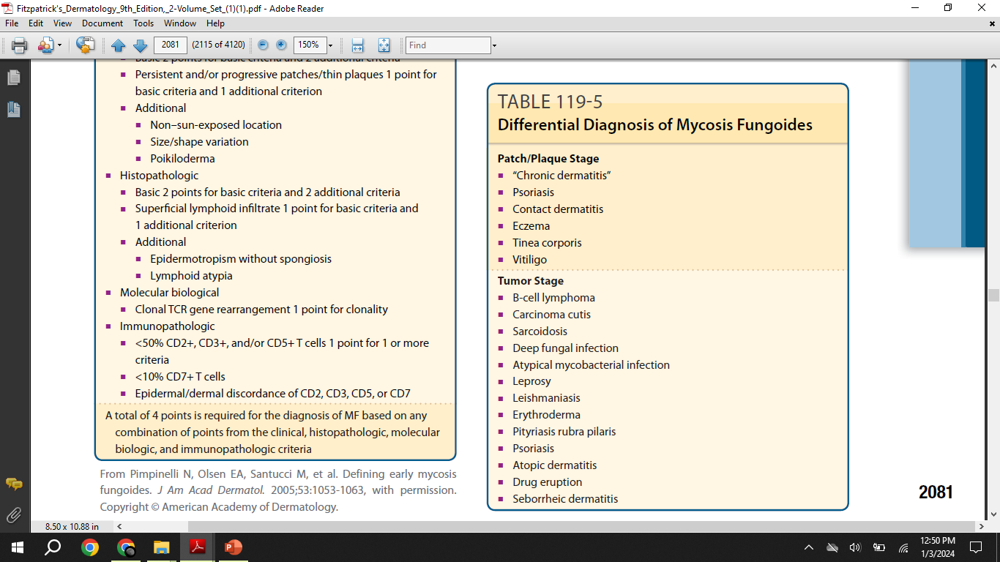 Fitzpatrick's_Dermatology_9th_Edition,_2-Volume_Set_(1)(1).pdf - Adobe Reader
File Edit View Document Tools Window Help
2081 (2115 of 4120) 150% Find
Basic 2 points for basic criteria and 2 additional criteria
Persistent and/or progressive patches/thin plaques 1 point for
basic criteria and 1 additional criterion
Additional
Non–sun-exposed location
Size/shape variation
Poikiloderma
Histopathologic
Basic 2 points for basic criteria and 2 additional criteria
Superficial lymphoid infiltrate 1 point for basic criteria and
1 additional criterion
Additional
Epidermotropism without spongiosis
Lymphoid atypia
Molecular biological
Clonal TCR gene rearrangement 1 point for clonality
Immunopathologic
<50% CD2+, CD3+, and/or CD5+ T cells 1 point for 1 or more
criteria
<10% CD7+ T cells
Epidermal/dermal discordance of CD2, CD3, CD5, or CD7
A total of 4 points is required for the diagnosis of MF based on any
combination of points from the clinical, histopathologic, molecular
biologic, and immunopathologic criteria
From Pimpinelli N, Olsen EA, Santucci M, et al. Defining early mycosis
fungoides. J Am Acad Dermatol. 2005;53:1053-1063, with permission.
Copyright © American Academy of Dermatology.
TABLE 119-5
Differential Diagnosis of Mycosis Fungoides
Patch/Plaque Stage
“Chronic dermatitis”
Psoriasis
Contact dermatitis
Eczema
Tinea corporis
Vitiligo
Tumor Stage
B-cell lymphoma
Carcinoma cutis
Sarcoidosis
Deep fungal infection
Atypical mycobacterial infection
Leprosy
Leishmaniasis
Erythroderma
Pityriasis rubra pilaris
Psoriasis
Atopic dermatitis
Drug eruption
Seborrheic dermatitis
2081
8.50 x 10.88 in
12:50 PM
1/3/2024